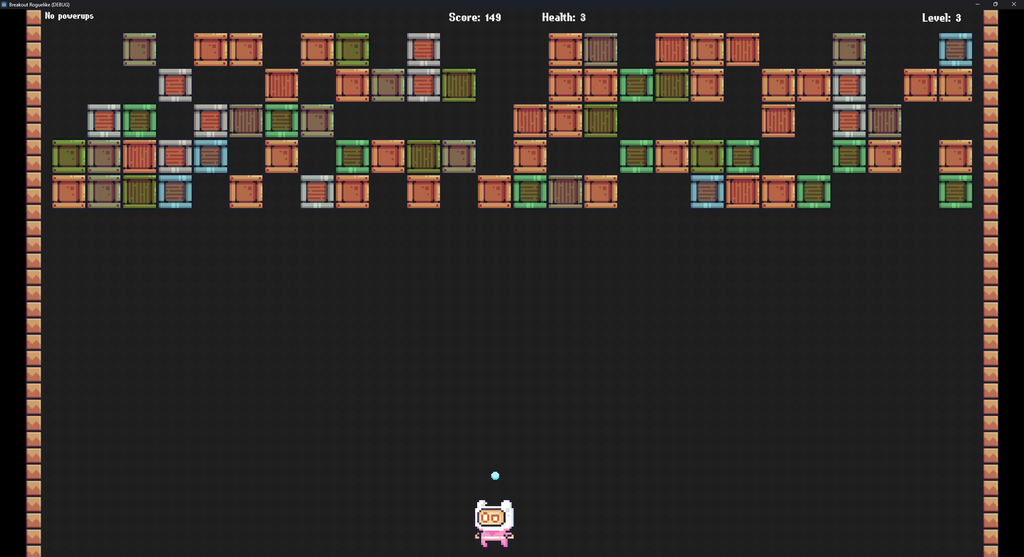 Breakout Roguelike (DEBUG)
No powerups
Score: 149
Health: 3
Level: 3